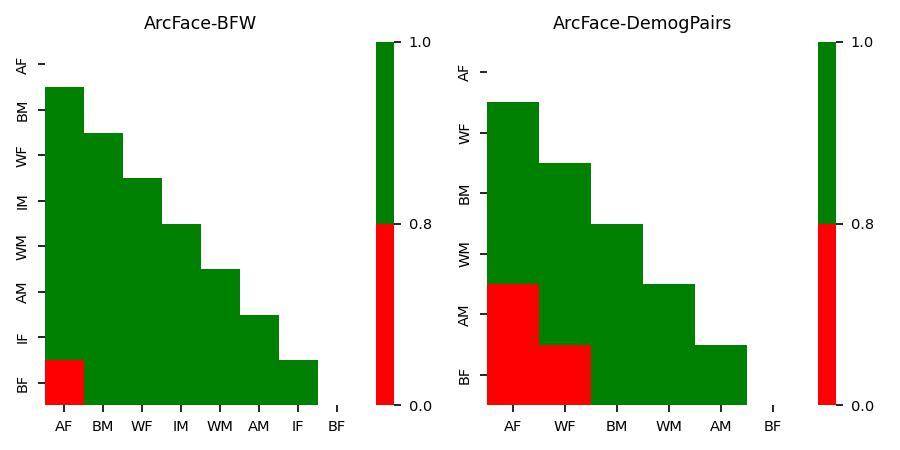 ArcFace-BFW
AF
BM
WF
IM
WM
AM
IF
BF
AF BM WF IM WM AM IF BF
1.0
0.8
0.0
ArcFace-DemogPairs
AF
WF
BM
WM
AM
BF
AF WF BM WM AM BF
1.0
0.8
0.0